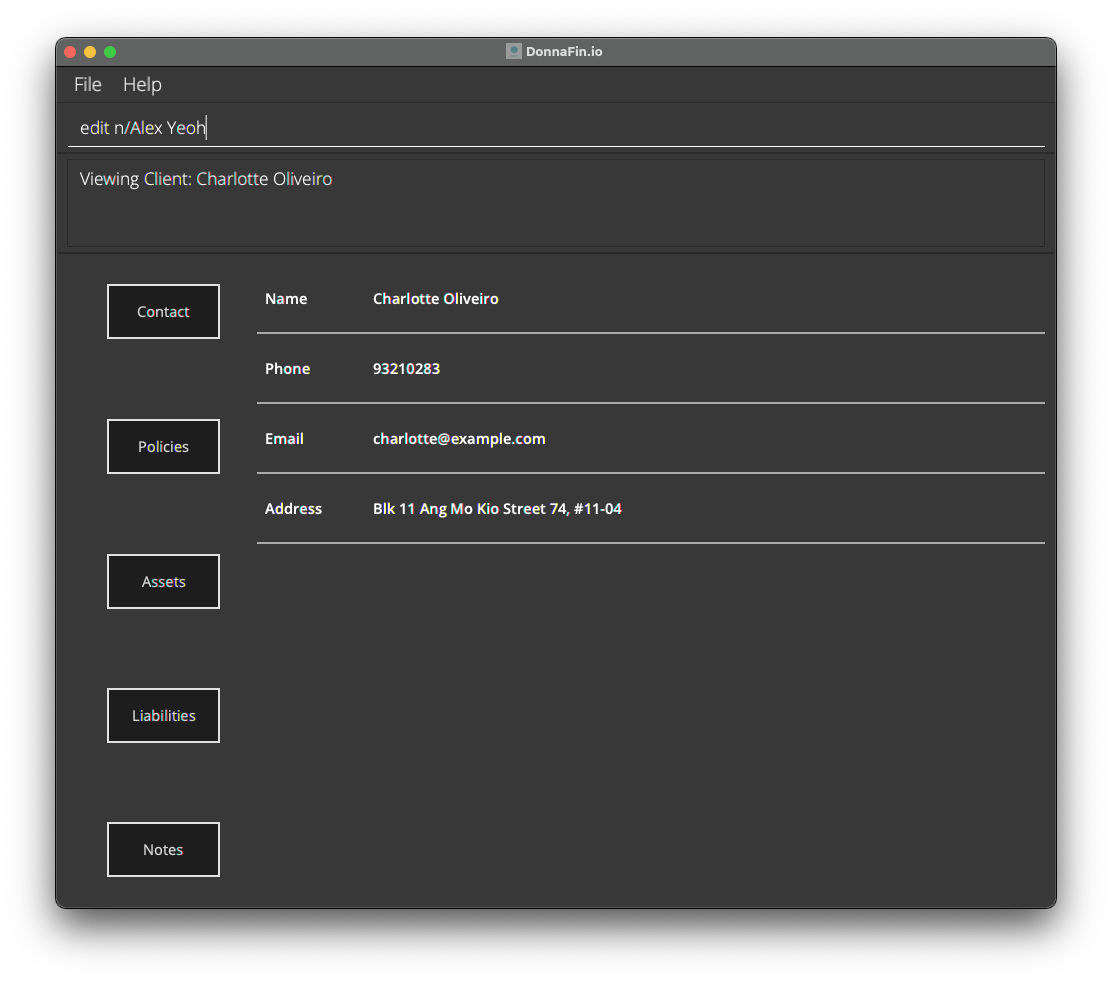 DonnaFin.io
File Help
edit n/Alex Yeoh
Viewing Client: Charlotte Oliveiro
Contact
Name Charlotte Oliveiro
Phone 93210283
Policies
Email charlotte@example.com
Address Blk 11 Ang Mo Kio Street 74, #11-04
Assets
Liabilities
Notes